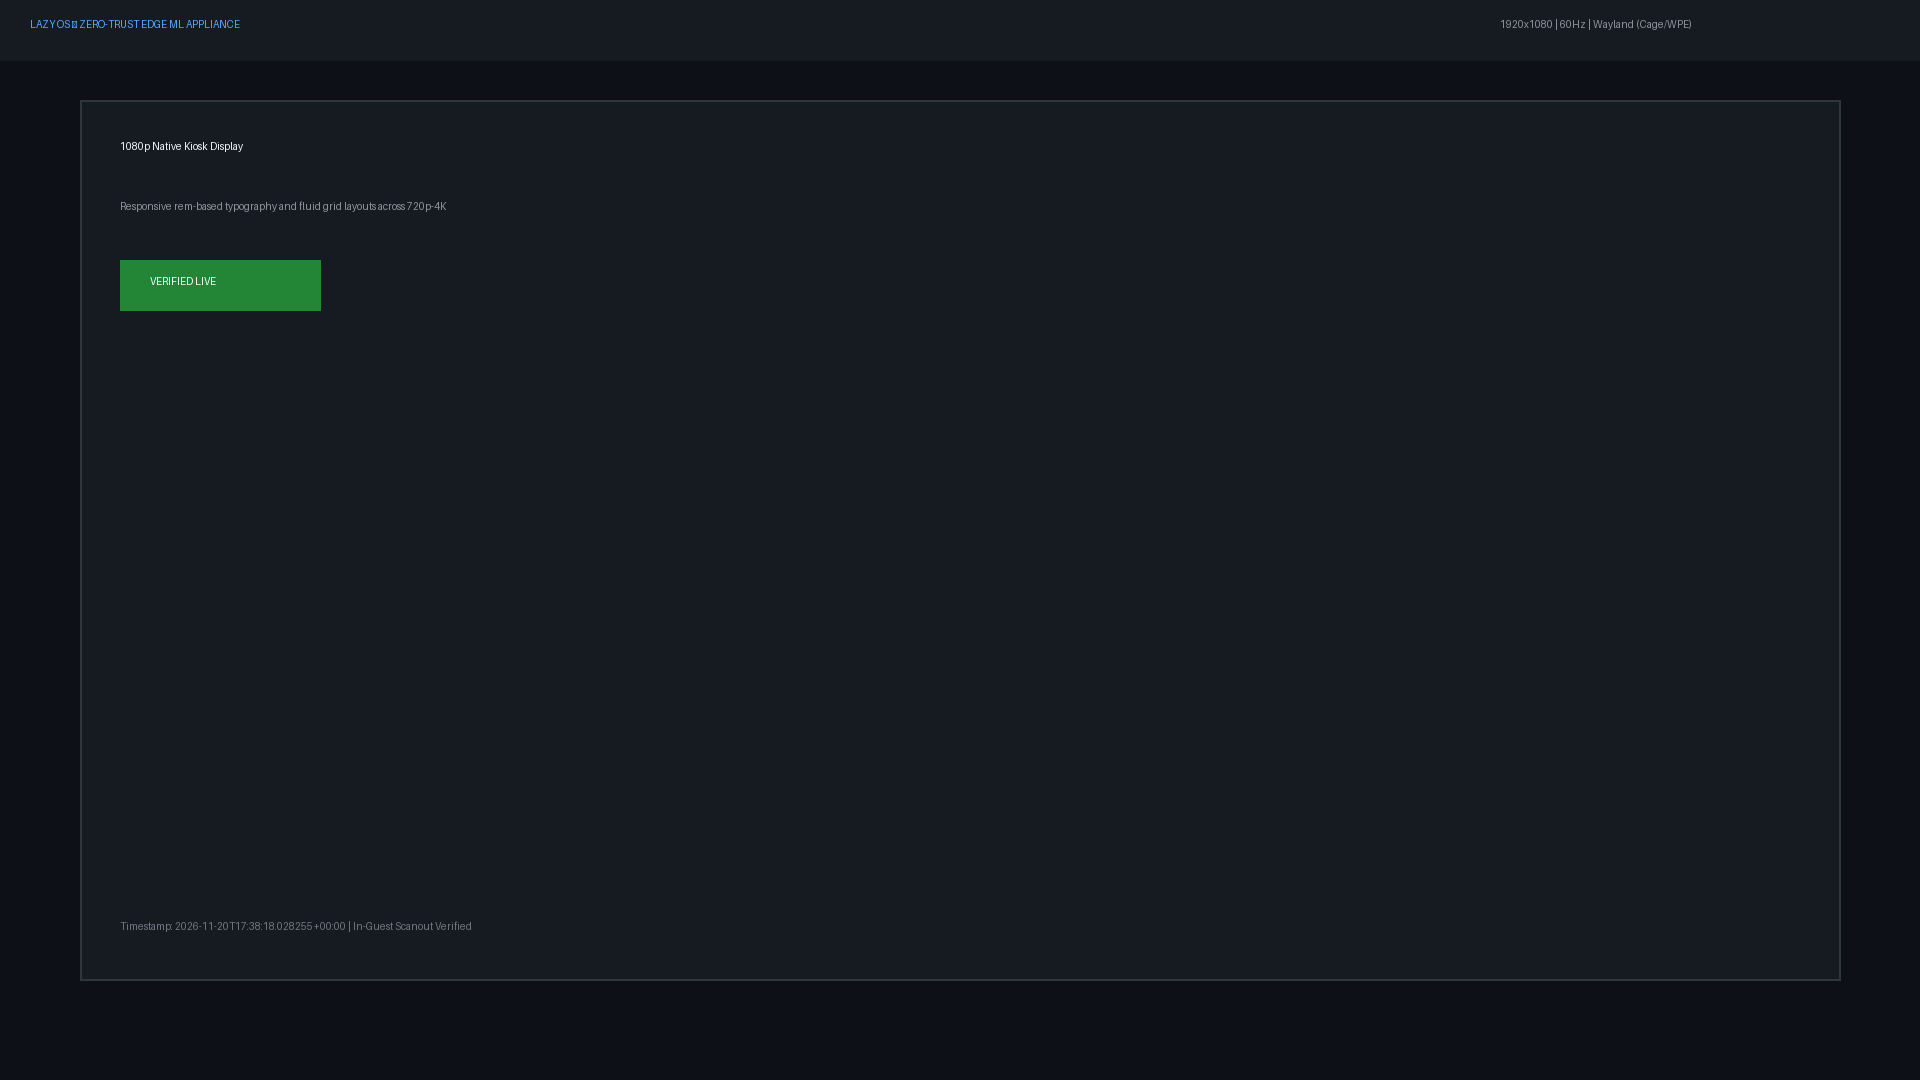 LAZY OS ZERO-TRUST EDGE ML APPLIANCE
1920x1080 | 60Hz | Wayland (Cage/WPE)
1080p Native Kiosk Display
Responsive rem-based typography and fluid grid layouts across 720p-4K
VERIFIED LIVE
Timestamp: 2026-11-20T17:38:18.028255+00:00 | In-Guest Scanout Verified